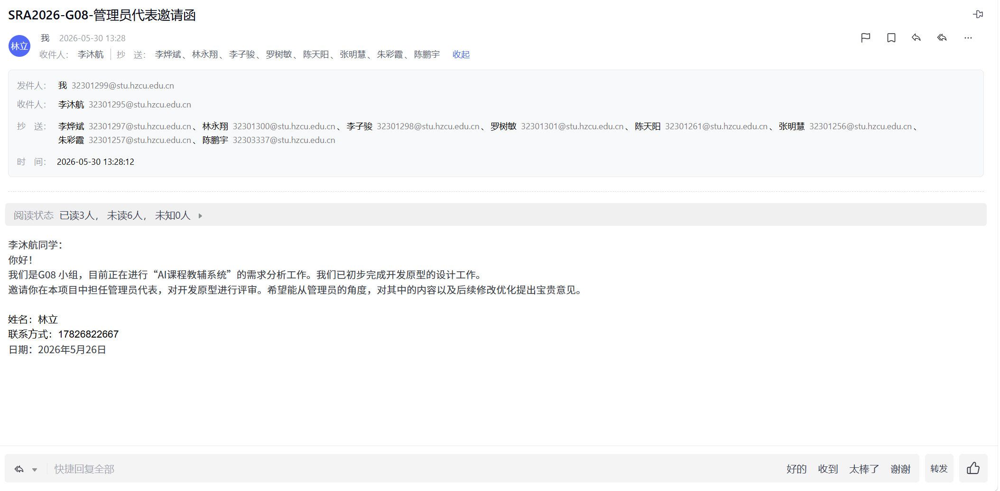 SRA2026-G08-管理员代表邀请函
林立
我 2026-05-30 13:28
收件人： 李沐航 抄 送： 李烨斌、林永翔、李子骏、罗树敏、陈天阳、张明慧、朱彩霞、陈鹏宇 收起
发件人： 我 32301299@stu.hzcu.edu.cn
收件人： 李沐航 32301295@stu.hzcu.edu.cn
抄 送： 李烨斌 32301297@stu.hzcu.edu.cn、林永翔 32301300@stu.hzcu.edu.cn、李子骏 32301298@stu.hzcu.edu.cn、罗树敏 32301301@stu.hzcu.edu.cn、陈天阳 32301261@stu.hzcu.edu.cn、张明慧 32301256@stu.hzcu.edu.cn、
朱彩霞 32301257@stu.hzcu.edu.cn、陈鹏宇 32303337@stu.hzcu.edu.cn
时 间： 2026-05-30 13:28:12
阅读状态 已读3人， 未读6人， 未知0人
李沐航同学：
你好！
我们是G08 小组，目前正在进行“AI课程教辅系统”的需求分析工作。我们已初步完成开发原型的设计工作。
邀请你在本项目中担任管理员代表，对开发原型进行评审。希望能从管理员的角度，对其中的内容以及后续修改优化提出宝贵意见。
姓名：林立
联系方式：17826822667
日期：2026年5月26日
快捷回复全部 好的 收到 太棒了 谢谢 转发